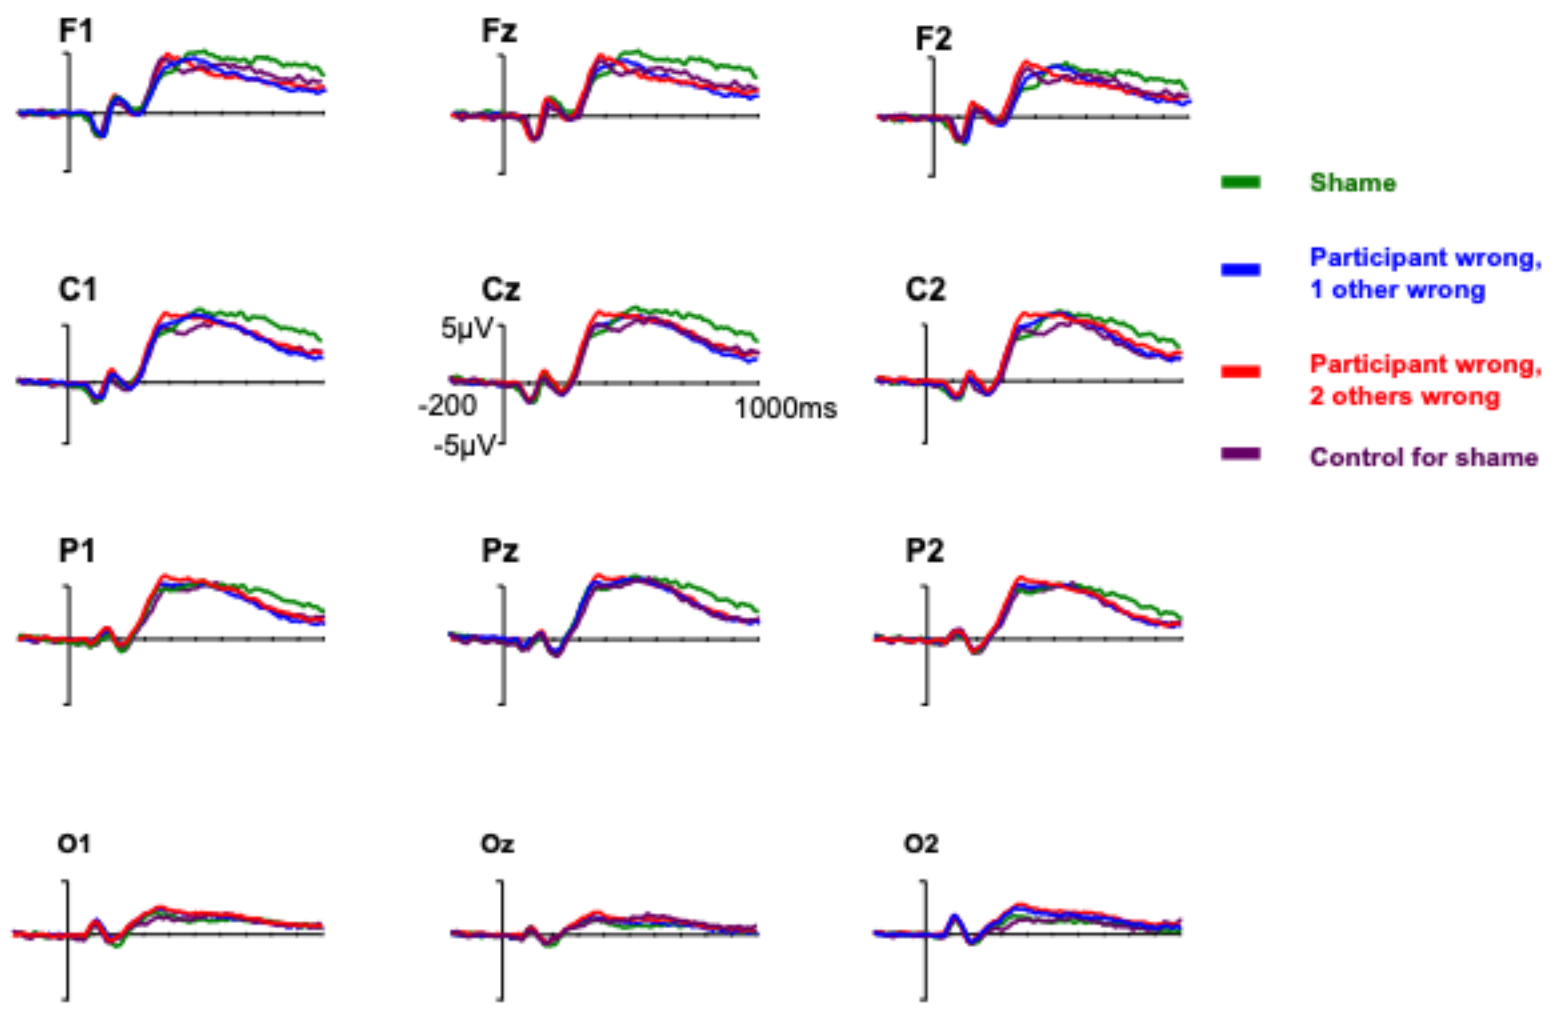 F1
Fz
F2
Shame
Participant wrong,
1 other wrong
C1
Cz
C2
5µV
-200
1000ms
-5µV
Participant wrong,
2 others wrong
Control for shame
P1
Pz
P2
O1
Oz
O2